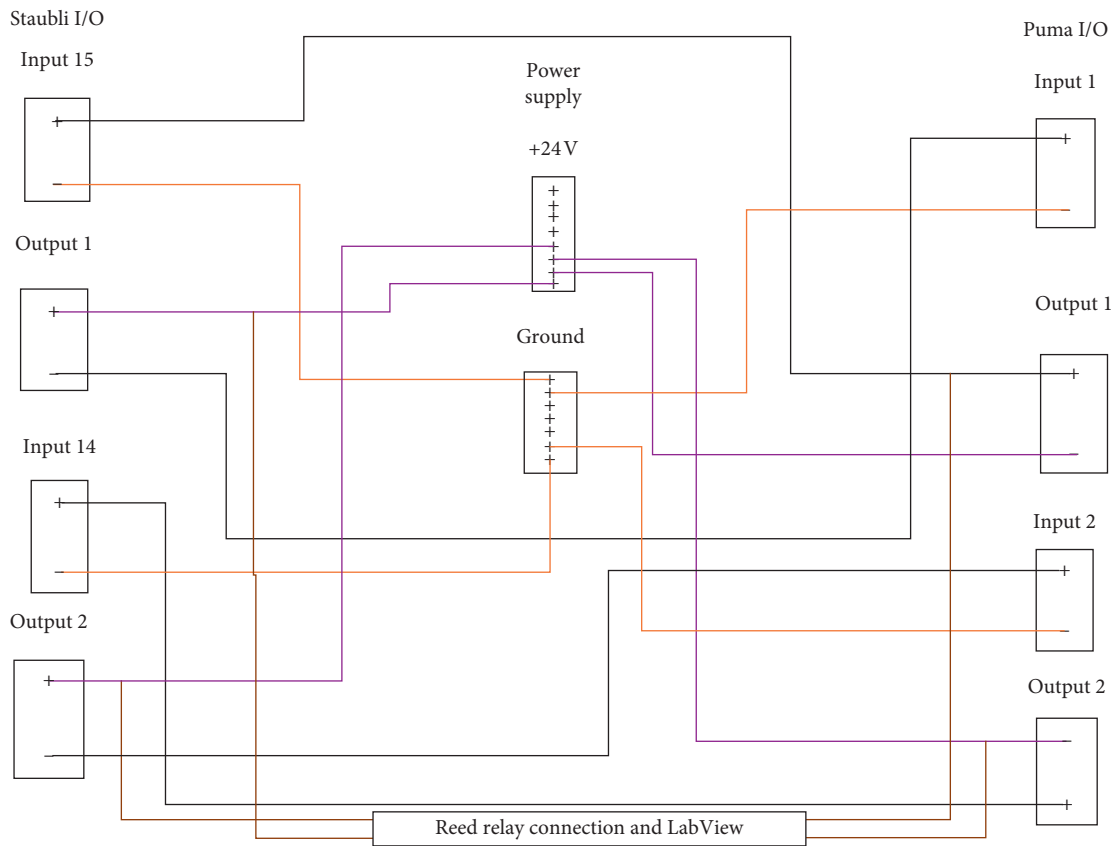 Staubli I/O
Input 15
+
−
Output 1
+
−
Input 14
+
−
Output 2
+
−
Power
supply
+24 V
+
+
+
+
+
+
+
+
Ground
+
+
+
+
+
+
+
Puma I/O
Input 1
+
−
Output 1
+
−
Input 2
+
−
Output 2
−
+
Reed relay connection and LabView